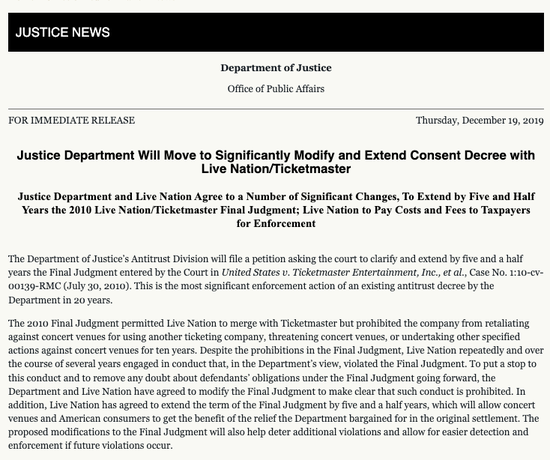 JUSTICE NEWS
Department of Justice
Office of Public Affairs
FOR IMMEDIATE RELEASE Thursday, December 19, 2019
Justice Department Will Move to Significantly Modify and Extend Consent Decree with
Live Nation/Ticketmaster
Justice Department and Live Nation Agree to a Number of Significant Changes, To Extend by Five and Half
Years the 2010 Live Nation/Ticketmaster Final Judgment; Live Nation to Pay Costs and Fees to Taxpayers
for Enforcement
The Department of Justice's Antitrust Division will file a petition asking the court to clarify and extend by five and a half
years the Final Judgment entered by the Court in United States v. Ticketmaster Entertainment, Inc., et al., Case No. 1:10-cv-
00139-RMC (July 30, 2010). This is the most significant enforcement action of an existing antitrust decree by the
Department in 20 years.
The 2010 Final Judgment permitted Live Nation to merge with Ticketmaster but prohibited the company from retaliating
against concert venues for using another ticketing company, threatening concert venues, or undertaking other specified
actions against concert venues for ten years. Despite the prohibitions in the Final Judgment, Live Nation repeatedly and over
the course of several years engaged in conduct that, in the Department's view, violated the Final Judgment. To put a stop to
this conduct and to remove any doubt about defendants' obligations under the Final Judgment going forward, the
Department and Live Nation have agreed to modify the Final Judgment to make clear that such conduct is prohibited. In
addition, Live Nation has agreed to extend the term of the Final Judgment by five and a half years, which will allow concert
venues and American consumers to get the benefit of the relief the Department bargained for in the original settlement. The
proposed modifications to the Final Judgment will also help deter additional violations and allow for easier detection and
enforcement if future violations occur.